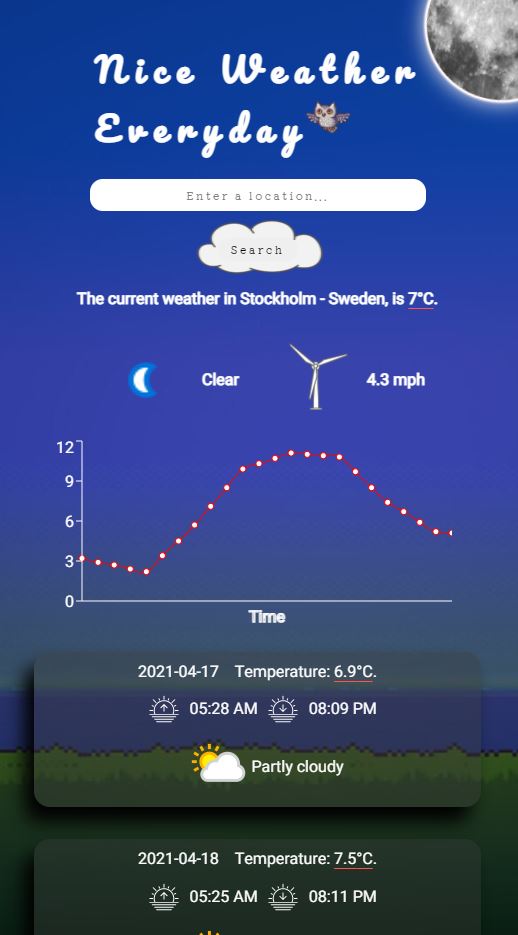 Nice Weather
Everyday
Enter a location...
Search
The current weather in Stockholm - Sweden, is 7°C.
Clear 4.3 mph
12
9
6
3
0
Time
2021-04-17 Temperature: 6.9°C.
05:28 AM 08:09 PM
Partly cloudy
2021-04-18 Temperature: 7.5°C.
05:25 AM 08:11 PM